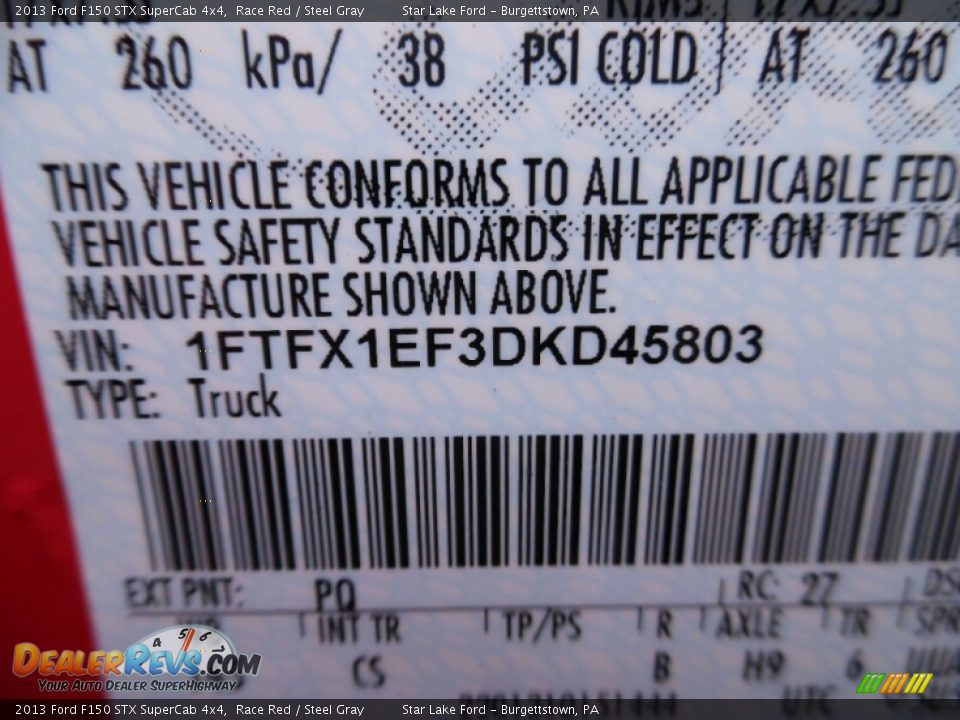 2013 Ford F150 STX SuperCab 4x4, Race Red / Steel Gray Star Lake Ford - Burgettstown, PA
AT 260 kPa/ 38 PSI COLD AT 260
THIS VEHICLE CONFORMS TO ALL APPLICABLE FED
VEHICLE SAFETY STANDARDS IN EFFECT ON THE DA
MANUFACTURE SHOWN ABOVE.
VIN: 1FTFX1EF3DKD45803
TYPE: Truck
EXT PNT: PQ RC: 27 DS
INT TR TP/PS R AXLE TR SPR
CS B H9 6
DEALERREVS.COM
YOUR AUTO DEALER SUPERHIGHWAY
2013 Ford F150 STX SuperCab 4x4, Race Red / Steel Gray Star Lake Ford - Burgettstown, PA